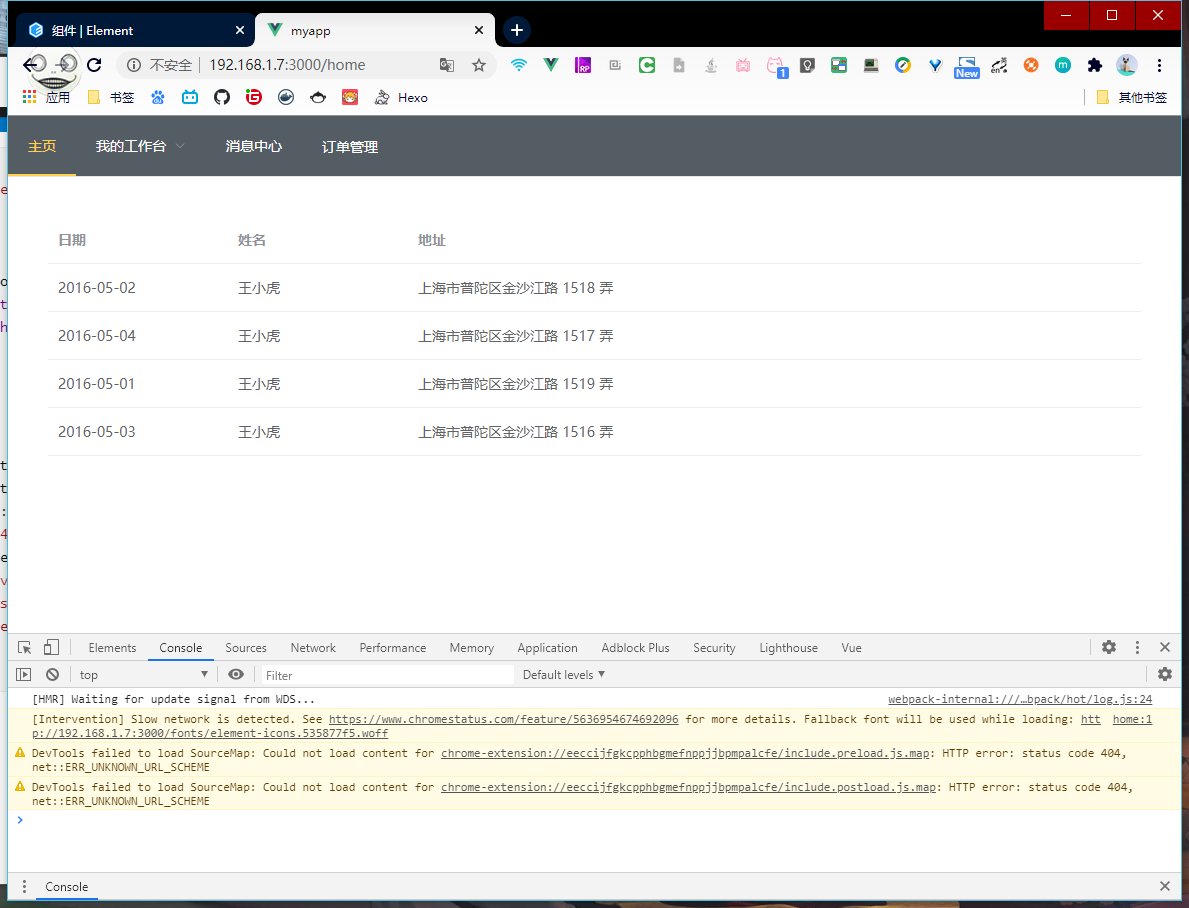 组件 | Element
myapp
不安全 192.168.1.7:3000/home
RP
1
New
en
m
应用
书签
Hexo
其他书签
主页
我的工作台
消息中心
订单管理
日期 姓名 地址
2016-05-02 王小虎 上海市普陀区金沙江路 1518 弄
2016-05-04 王小虎 上海市普陀区金沙江路 1517 弄
2016-05-01 王小虎 上海市普陀区金沙江路 1519 弄
2016-05-03 王小虎 上海市普陀区金沙江路 1516 弄
Elements Console Sources Network Performance Memory Application Adblock Plus Security Lighthouse Vue
top Filter Default levels
[HMR] Waiting for update signal from WDS... webpack-internal:///…bpack/hot/log.js:24
[Intervention] Slow network is detected. See https://www.chromestatus.com/feature/5636954674692096 for more details. Fallback font will be used while loading: htt home:1
p://192.168.1.7:3000/fonts/element-icons.535877f5.woff
DevTools failed to load SourceMap: Could not load content for chrome-extension://eeccijfgkcpphbgmefnppjjbpmpalcfe/include.preload.js.map: HTTP error: status code 404,
net::ERR_UNKNOWN_URL_SCHEME
DevTools failed to load SourceMap: Could not load content for chrome-extension://eeccijfgkcpphbgmefnppjjbpmpalcfe/include.postload.js.map: HTTP error: status code 404,
net::ERR_UNKNOWN_URL_SCHEME
Console